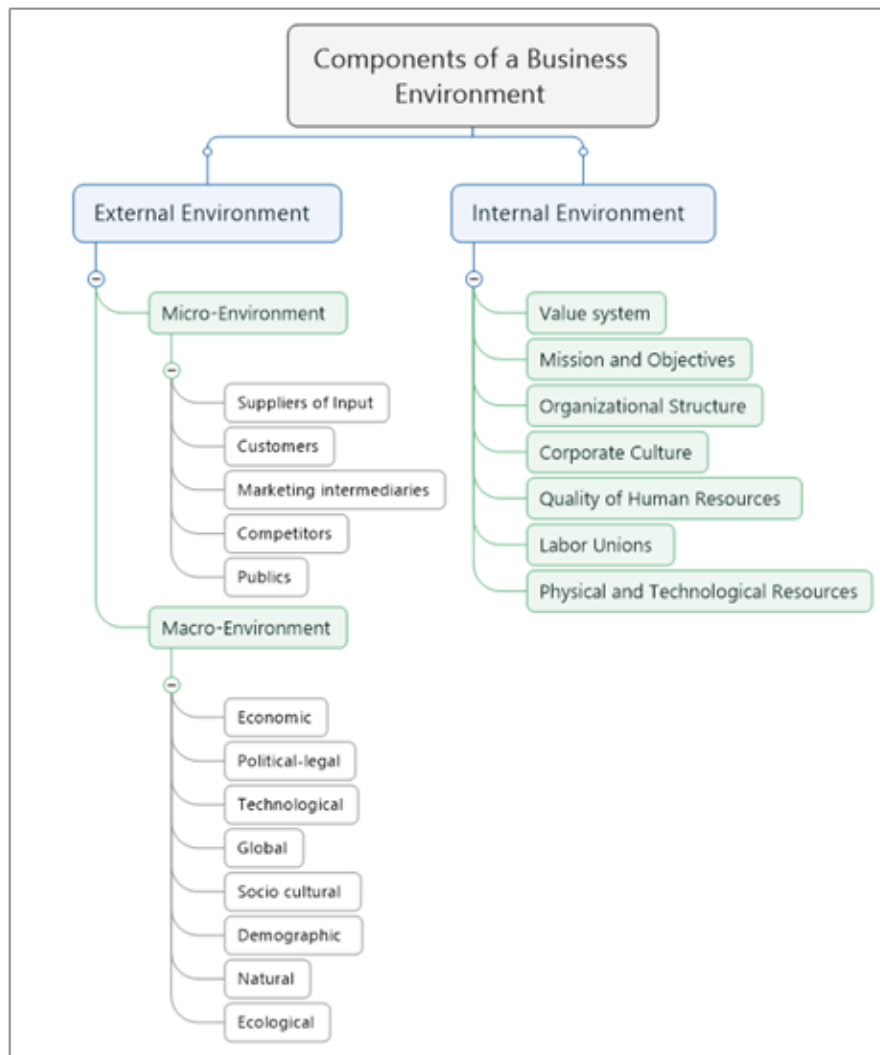 Components of a Business
Environment
External Environment
Micro-Environment
Suppliers of Input
Customers
Marketing intermediaries
Competitors
Publics
Macro-Environment
Economic
Political-legal
Technological
Global
Socio cultural
Demographic
Natural
Ecological
Internal Environment
Value system
Mission and Objectives
Organizational Structure
Corporate Culture
Quality of Human Resources
Labor Unions
Physical and Technological Resources